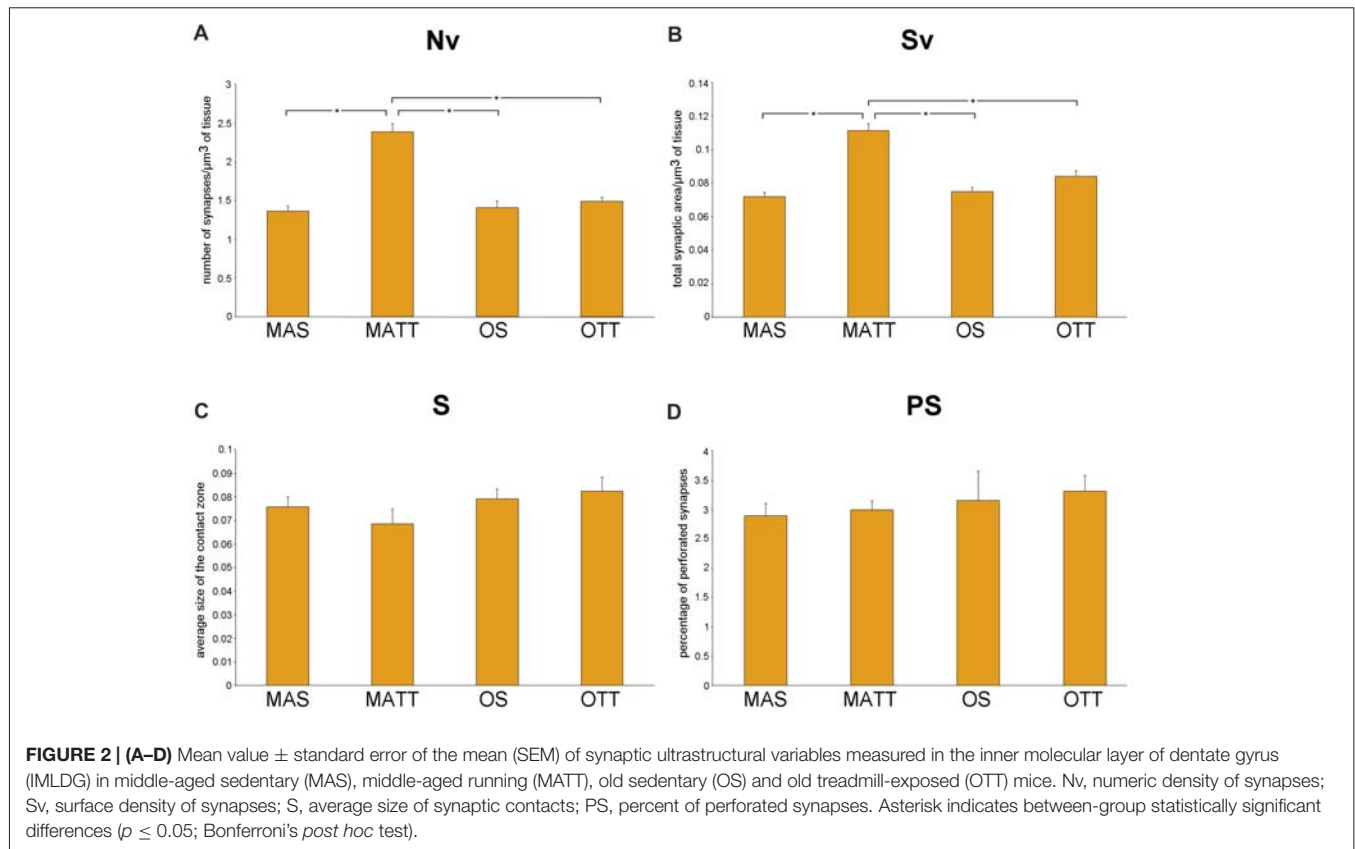 A
Nv
number of synapses/µm³ of tissue
3
2.5
2
1.5
1
0.5
0
* * *
MAS MATT OS OTT
B
Sv
total synaptic area/µm³ of tissue
0.14
0.12
0.1
0.08
0.06
0.04
0.02
0
* * *
MAS MATT OS OTT
C
S
average size of the contact zone
0.1
0.09
0.08
0.07
0.06
0.05
0.04
0.03
0.02
0.01
0
MAS MATT OS OTT
D
PS
percentage of perforated synapses
4
3.5
3
2.5
2
1.5
1
0.5
0
MAS MATT OS OTT
FIGURE 2 | (A–D) Mean value ± standard error of the mean (SEM) of synaptic ultrastructural variables measured in the inner molecular layer of dentate gyrus
(IMLDG) in middle-aged sedentary (MAS), middle-aged running (MATT), old sedentary (OS) and old treadmill-exposed (OTT) mice. Nv, numeric density of synapses;
Sv, surface density of synapses; S, average size of synaptic contacts; PS, percent of perforated synapses. Asterisk indicates between-group statistically significant
differences (p ≤ 0.05; Bonferroni's post hoc test).